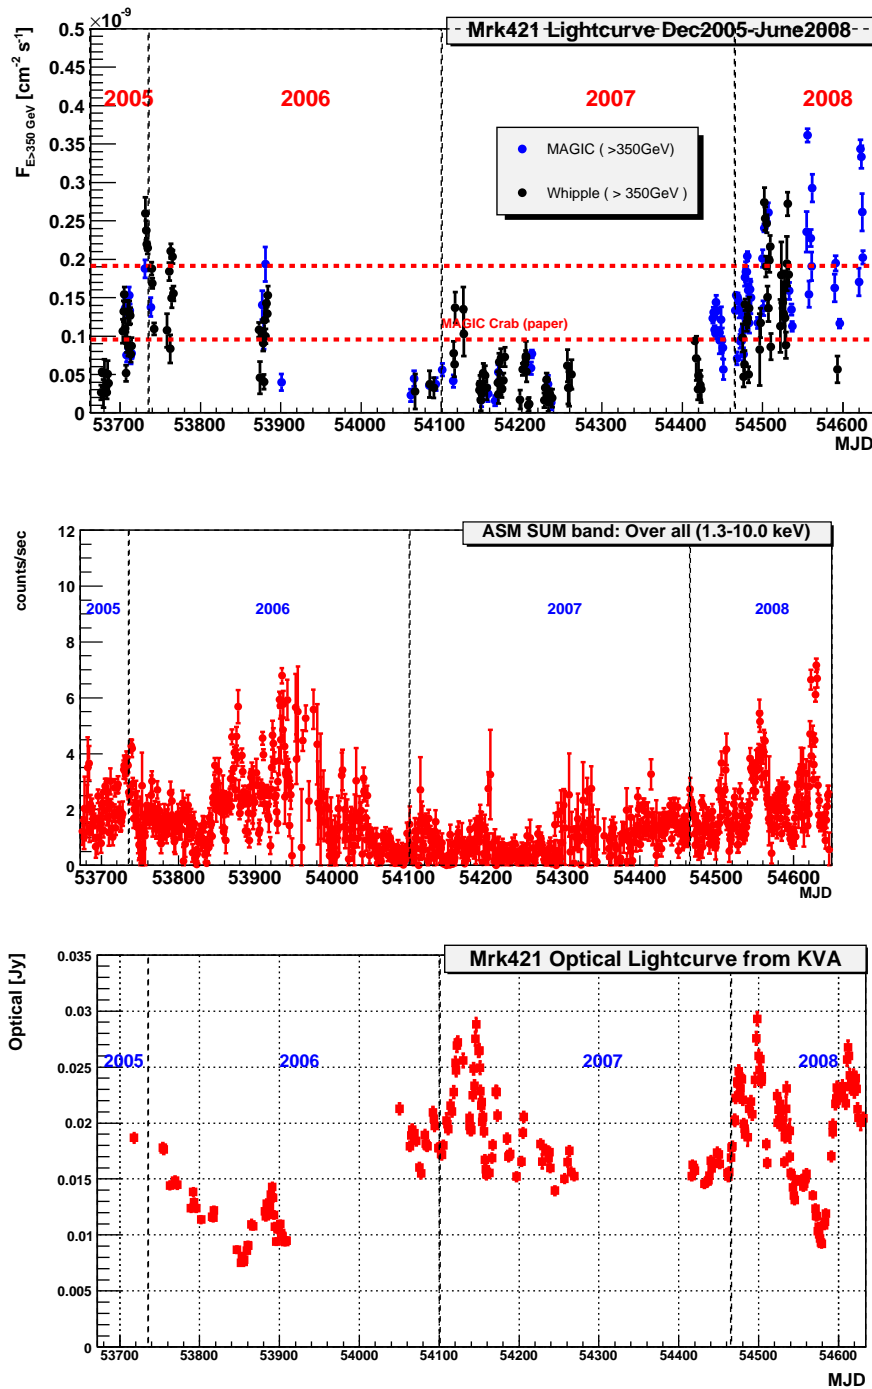 ×10⁻⁹
Mrk421 Lightcurve Dec2005-June2008
F_E>350 GeV [cm⁻² s⁻¹]
0.5
0.45
0.4
0.35
0.3
0.25
0.2
0.15
0.1
0.05
0
2005 2006 2007 2008
MAGIC ( >350GeV)
Whipple ( > 350GeV )
MAGIC Crab (paper)
53700 53800 53900 54000 54100 54200 54300 54400 54500 54600
MJD
ASM SUM band: Over all (1.3-10.0 keV)
counts/sec
12
10
8
6
4
2
0
2005 2006 2007 2008
53700 53800 53900 54000 54100 54200 54300 54400 54500 54600
MJD
Mrk421 Optical Lightcurve from KVA
Optical [Jy]
0.035
0.03
0.025
0.02
0.015
0.01
0.005
0
2005 2006 2007 2008
53700 53800 53900 54000 54100 54200 54300 54400 54500 54600
MJD